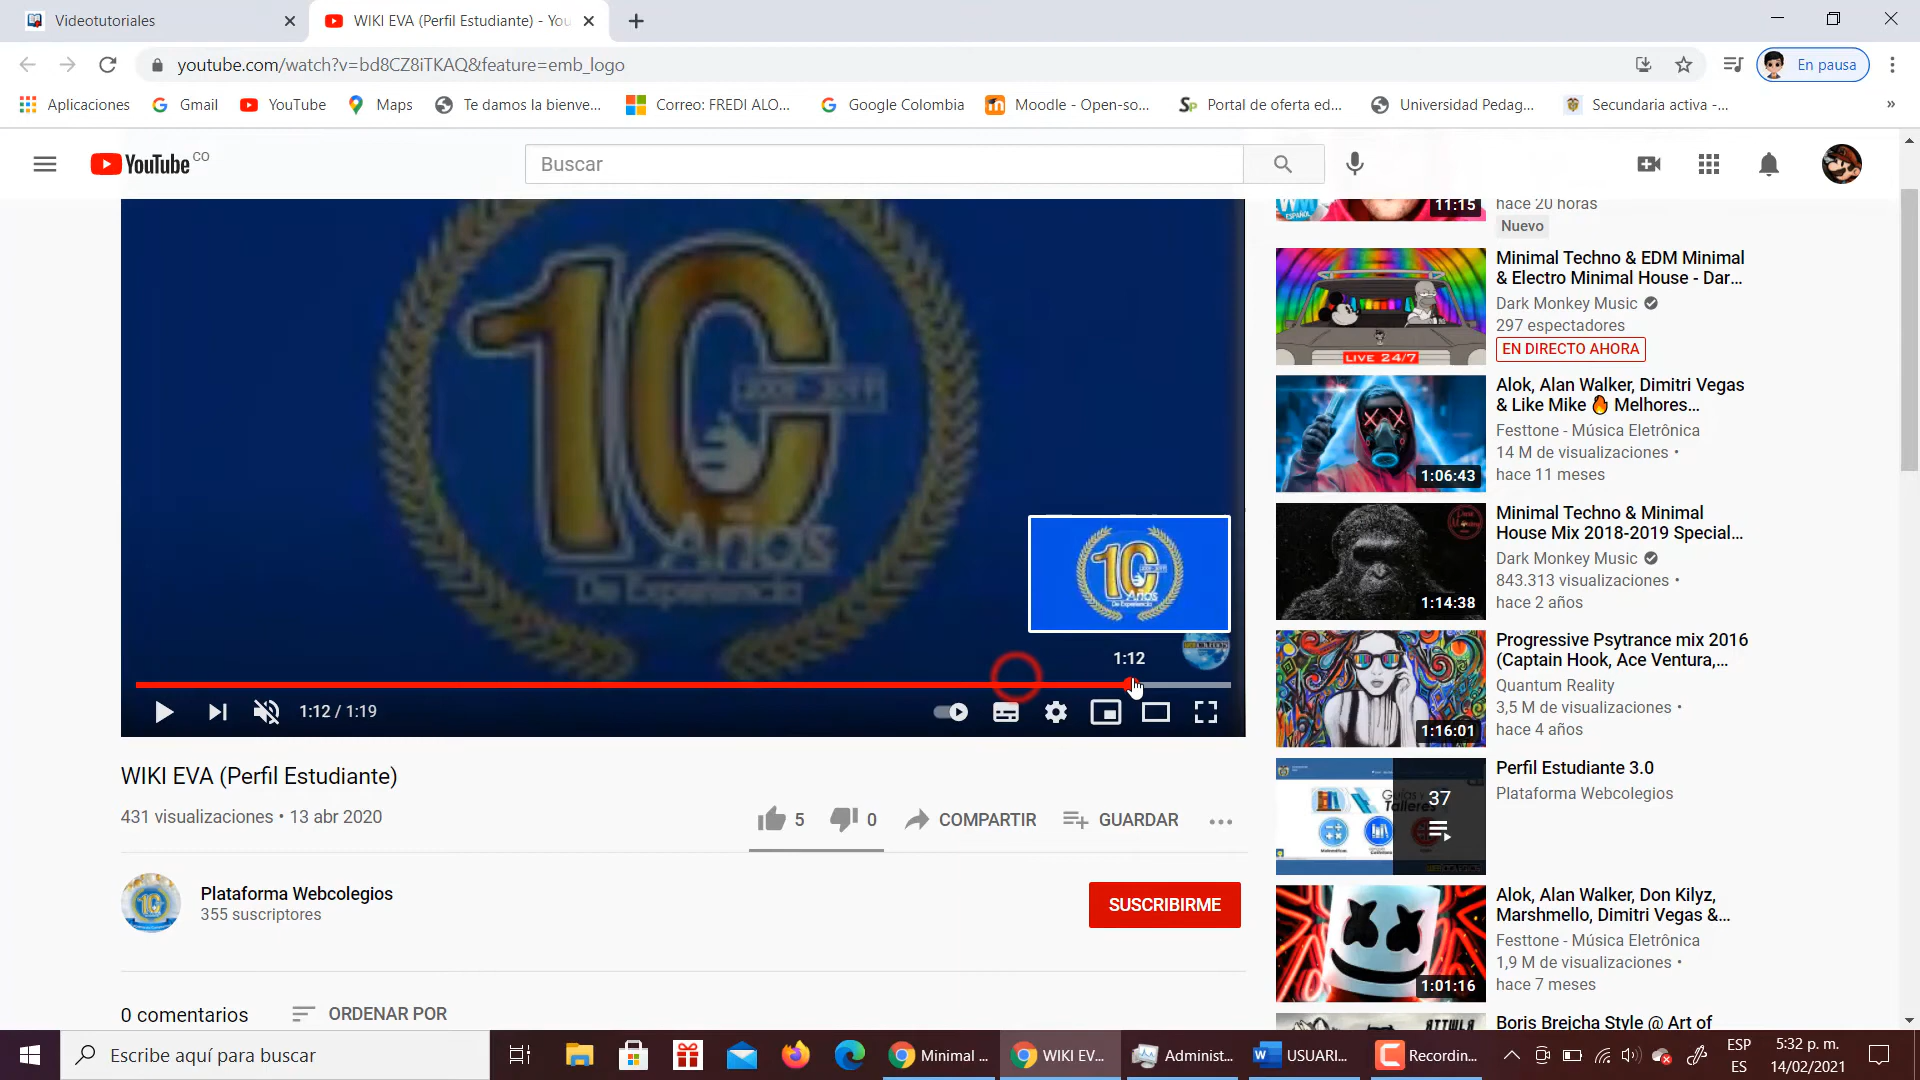 Videotutoriales
WIKI EVA (Perfil Estudiante) - You
youtube.com/watch?v=bd8CZ8iTKAQ&feature=emb_logo
En pausa
Aplicaciones
Gmail
YouTube
Maps
Te damos la bienve...
Correo: FREDI ALO...
Google Colombia
Moodle - Open-so...
Portal de oferta ed...
Universidad Pedag...
Secundaria activa -...
»
YouTube CO
Buscar
10
Años
De Experiencia
10
Años
De Experiencia
1:12
1:12 / 1:19
WIKI EVA (Perfil Estudiante)
431 visualizaciones • 13 abr 2020
5
0
COMPARTIR
GUARDAR
Plataforma Webcolegios
355 suscriptores
SUSCRIBIRME
0 comentarios
ORDENAR POR
ESPAÑOL
11:15
hace 20 horas
Nuevo
LIVE 24/7
Minimal Techno & EDM Minimal
& Electro Minimal House - Dar...
Dark Monkey Music
297 espectadores
EN DIRECTO AHORA
1:06:43
Alok, Alan Walker, Dimitri Vegas
& Like Mike 🔥 Melhores...
Festtone - Música Eletrônica
14 M de visualizaciones •
hace 11 meses
1:14:38
Minimal Techno & Minimal
House Mix 2018-2019 Special...
Dark Monkey Music
843.313 visualizaciones •
hace 2 años
1:16:01
Progressive Psytrance mix 2016
(Captain Hook, Ace Ventura,...
Quantum Reality
3,5 M de visualizaciones •
hace 4 años
37
Perfil Estudiante 3.0
Plataforma Webcolegios
1:01:16
Alok, Alan Walker, Don Kilyz,
Marshmello, Dimitri Vegas &...
Festtone - Música Eletrônica
1,9 M de visualizaciones •
hace 7 meses
Boris Brejcha Style @ Art of
Escribe aquí para buscar
Minimal ...
WIKI EV...
Administ...
USUARI...
Recordin...
ESP
ES
5:32 p. m.
14/02/2021